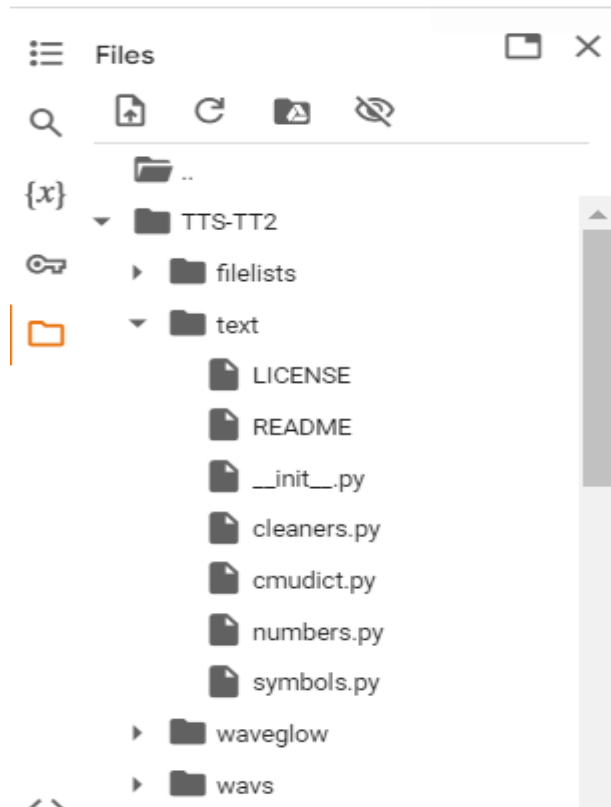 Files
{x}
..
TTS-TT2
filelists
text
LICENSE
README
__init__.py
cleaners.py
cmudict.py
numbers.py
symbols.py
waveglow
wavs